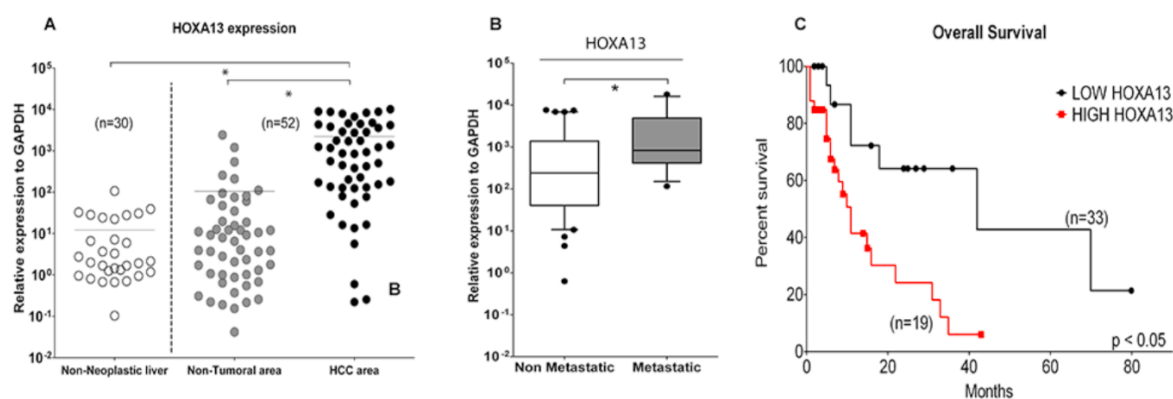 A
HOXA13 expression
Relative expression to GAPDH
10^5
10^4
10^3
10^2
10^1
10^0
10^-1
10^-2
*
*
(n=30)
(n=52)
B
Non-Neoplastic liver
Non-Tumoral area
HCC area
B
HOXA13
*
Relative expression to GAPDH
10^5
10^4
10^3
10^2
10^1
10^0
10^-1
10^-2
Non Metastatic
Metastatic
C
Overall Survival
LOW HOXA13
HIGH HOXA13
Percent survival
100
80
60
40
20
0
(n=33)
(n=19)
p < 0.05
0
20
40
60
80
Months